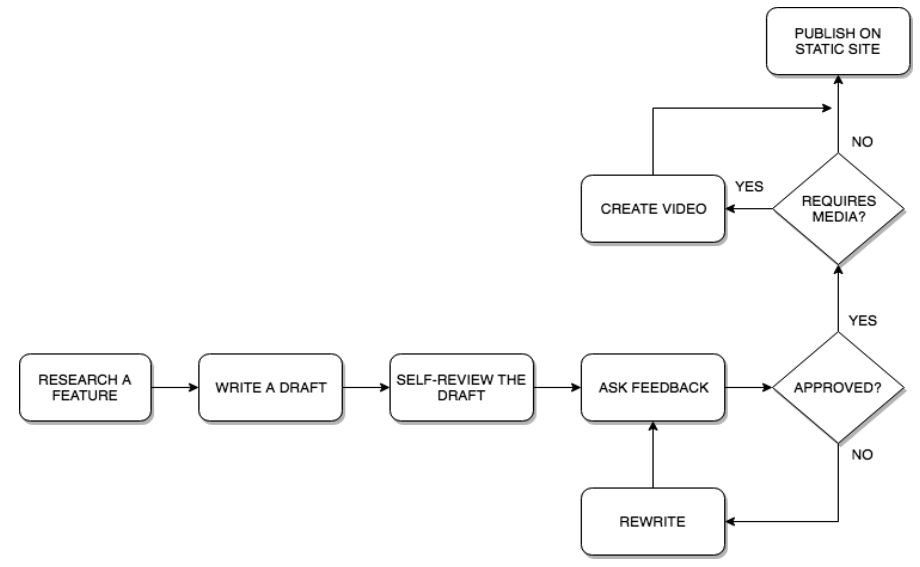 PUBLISH ON
STATIC SITE
NO
YES
CREATE VIDEO
REQUIRES
MEDIA?
YES
RESEARCH A
FEATURE
WRITE A DRAFT
SELF-REVIEW THE
DRAFT
ASK FEEDBACK
APPROVED?
NO
REWRITE